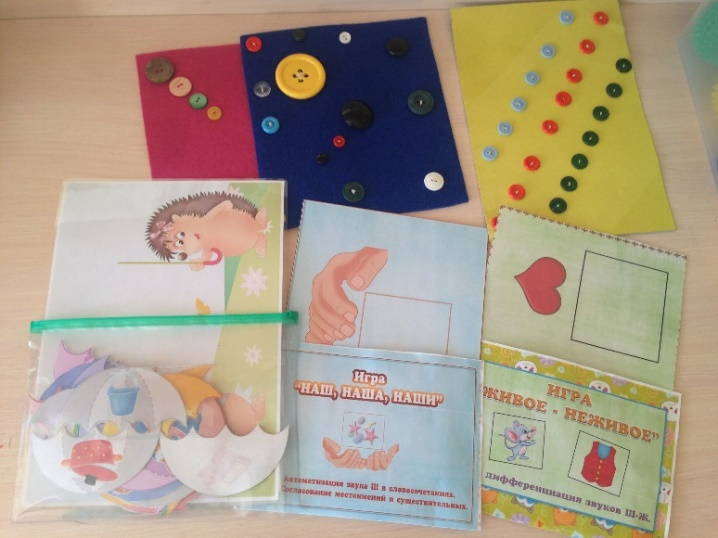 Игра
"НАШ, НАША, НАШИ"
Автоматизация звука Ш в словосочетаниях.
Согласование местоимений и существительных.
ИГРА
ЖИВОЕ - НЕЖИВОЕ"
дифференциация звуков Ш-Ж.